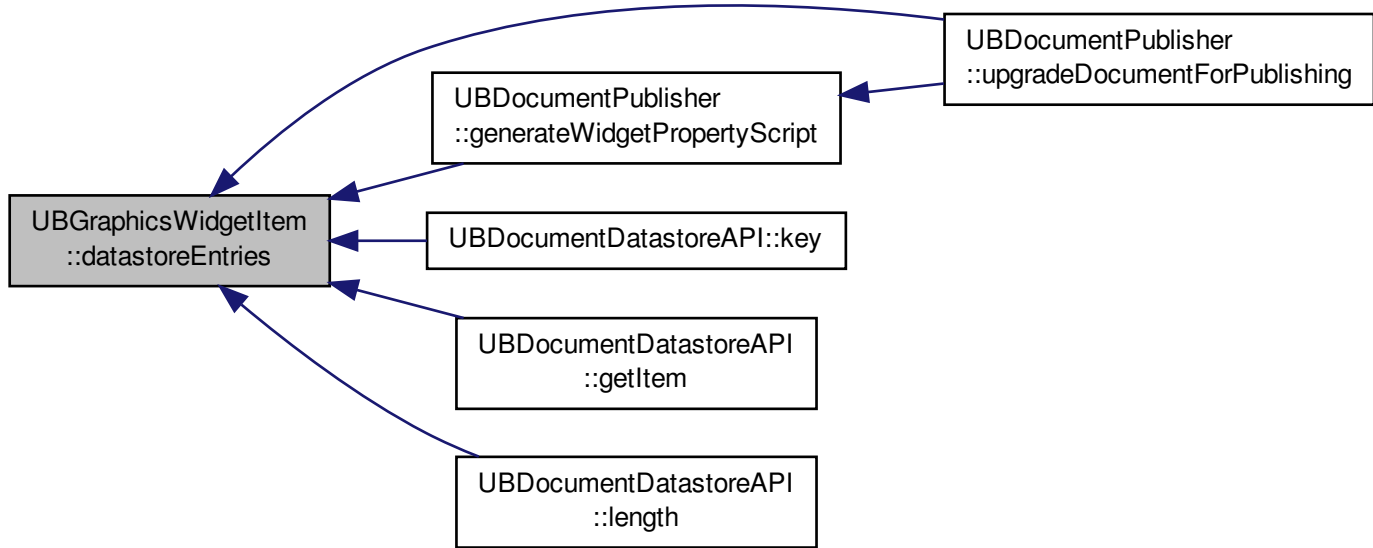 UBDocumentPublisher
::upgradeDocumentForPublishing
UBDocumentPublisher
::generateWidgetPropertyScript
UBGraphicsWidgetItem
::datastoreEntries
UBDocumentDatastoreAPI::key
UBDocumentDatastoreAPI
::getItem
UBDocumentDatastoreAPI
::length